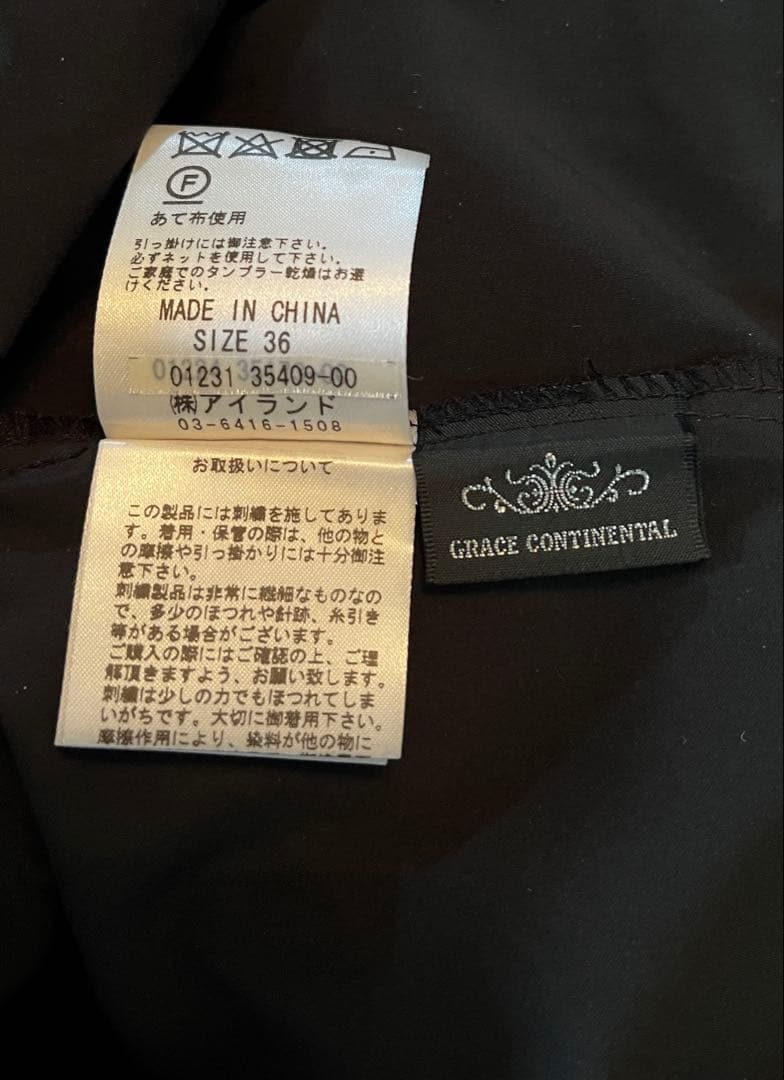 F
あて布使用
引っ掛けには御注意下さい。
必ずネットを使用して下さい。
ご家庭でのタンブラー乾燥はお避
けください。
MADE IN CHINA
SIZE 36
01231 35409-00
㈱アイランド
03-6416-1508
お取扱いについて
この製品には刺繍を施してありま
す。着用・保管の際は、他の物と
の摩擦や引っ掛かりには十分御注
意下さい。
刺繍製品は非常に繊細なものなの
で、多少のほつれや針跡、糸引き
等がある場合がございます。
ご購入の際にはご確認の上、ご理
解頂きますよう、お願い致します。
刺繍は少しの力でもほつれてしま
いがちです。大切に御着用下さい。
摩擦作用により、染料が他の物に
GRACE CONTINENTAL